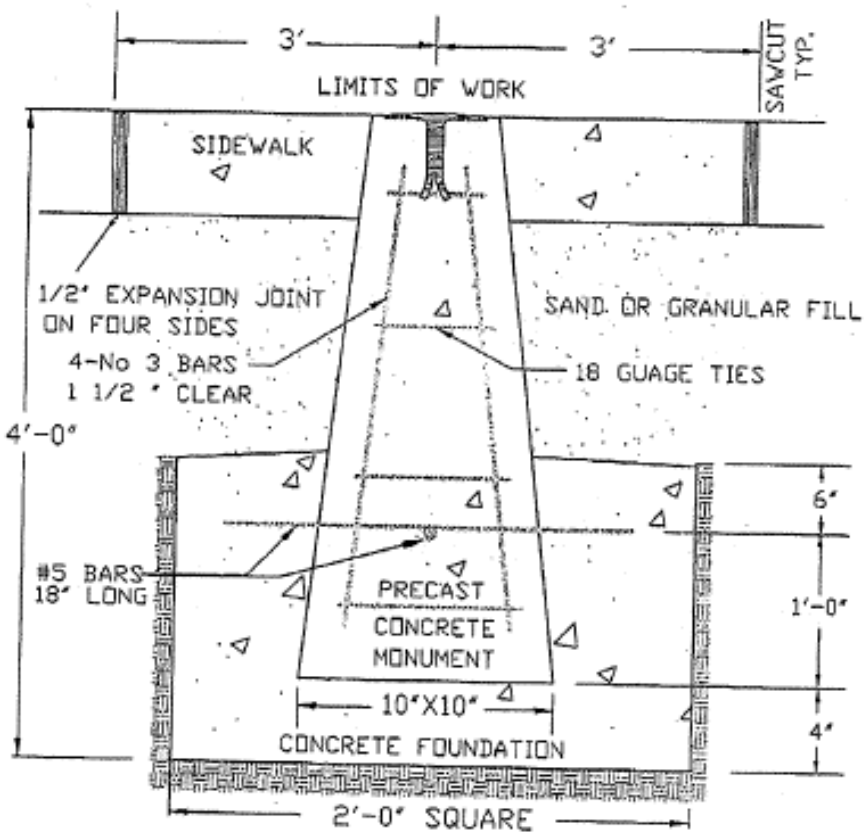 3'
3'
SAWCUT
TYP.
LIMITS OF WORK
SIDEWALK
1/2" EXPANSION JOINT
ON FOUR SIDES
SAND. OR GRANULAR FILL
4-No 3 BARS
1 1/2 " CLEAR
18 GUAGE TIES
4'-0"
6"
#5 BARS
18" LONG
PRECAST
CONCRETE
MONUMENT
1'-0"
10"X10"
4"
CONCRETE FOUNDATION
2'-0" SQUARE